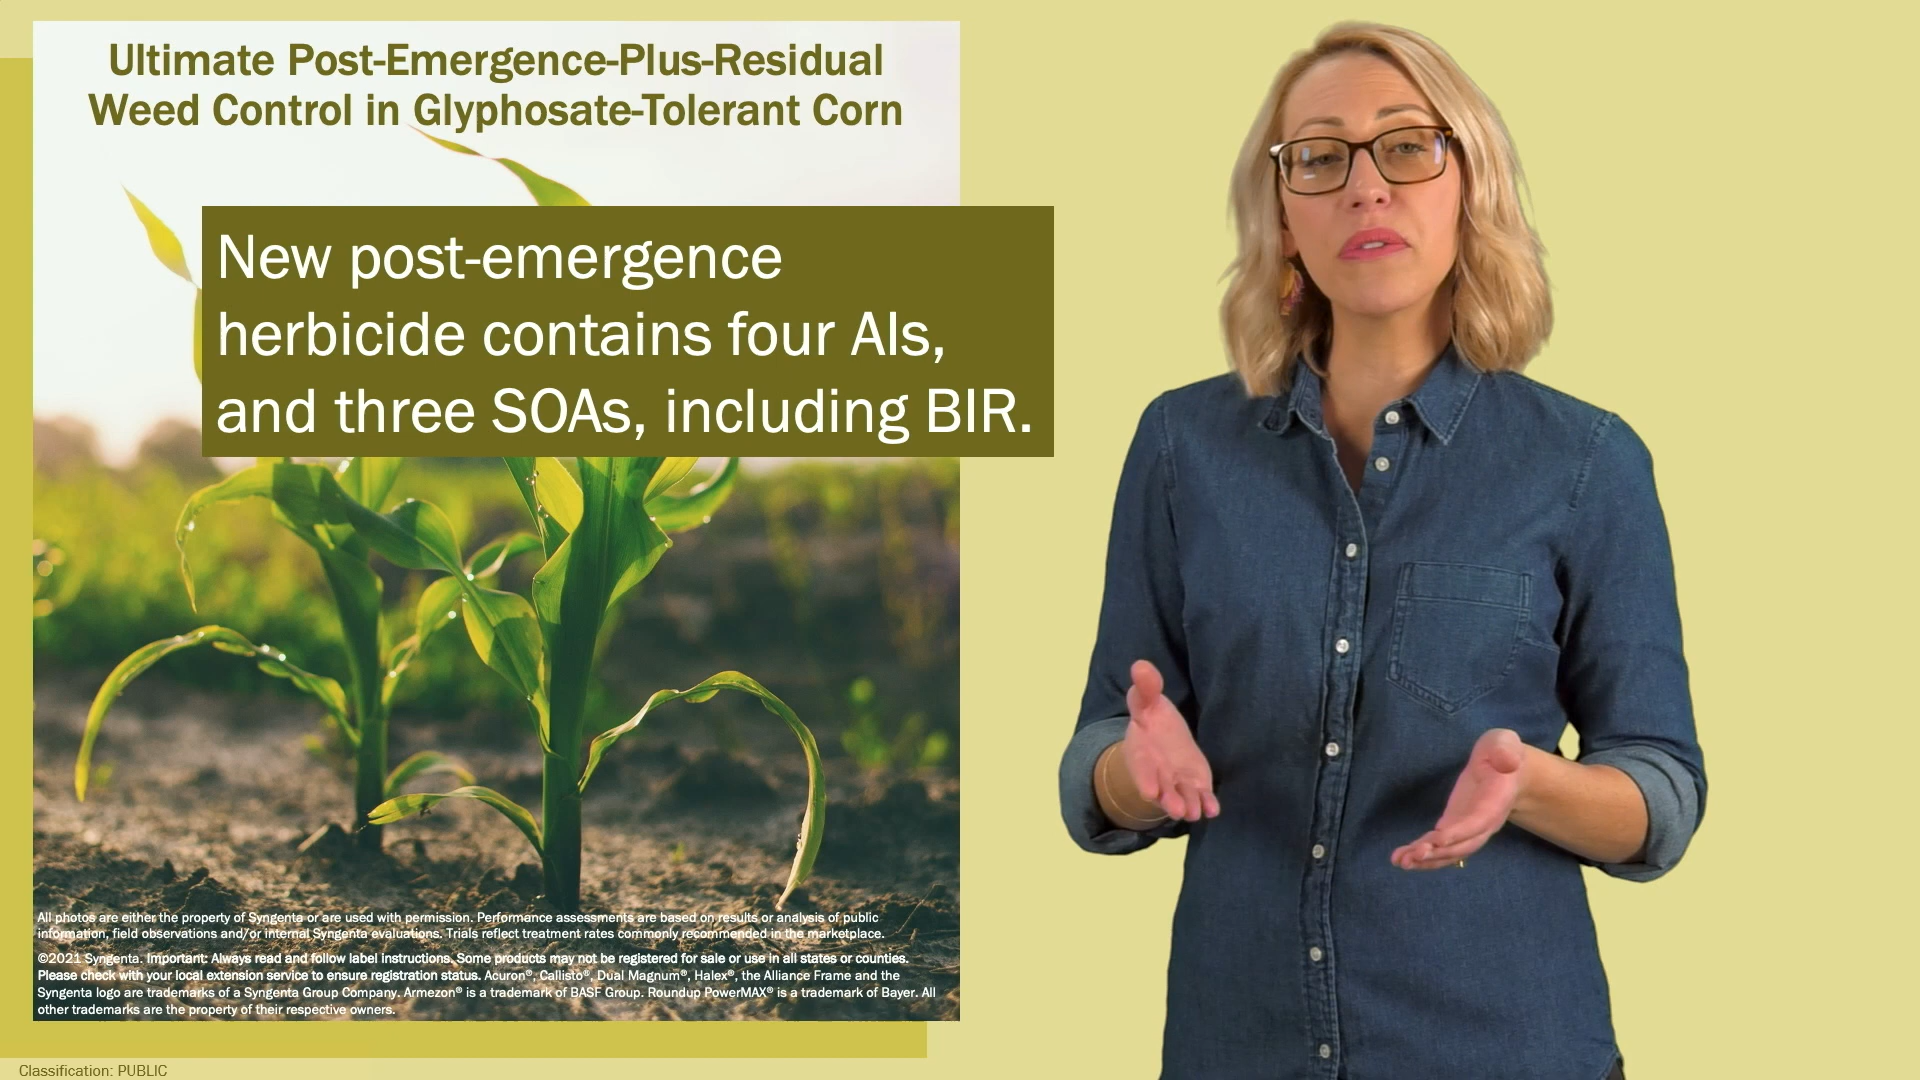 Ultimate Post-Emergence-Plus-Residual
Weed Control in Glyphosate-Tolerant Corn
New post-emergence
herbicide contains four AIs,
and three SOAs, including BIR.
All photos are either the property of Syngenta or are used with permission. Performance assessments are based on results or analysis of public
information, field observations and/or internal Syngenta evaluations. Trials reflect treatment rates commonly recommended in the marketplace.
©2021 Syngenta. Important: Always read and follow label instructions. Some products may not be registered for sale or use in all states or counties.
Please check with your local extension service to ensure registration status. Acuron®, Callisto®, Dual Magnum®, Halex®, the Alliance Frame and the
Syngenta logo are trademarks of a Syngenta Group Company. Armezon® is a trademark of BASF Group. Roundup PowerMAX® is a trademark of Bayer. All
other trademarks are the property of their respective owners.
Classification: PUBLIC